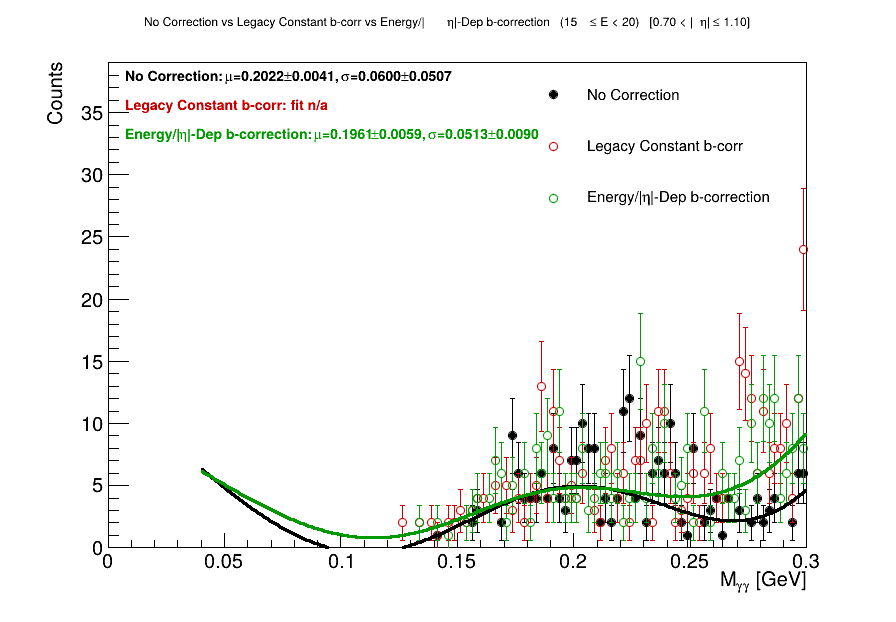 No Correction vs Legacy Constant b-corr vs Energy/| η|-Dep b-correction (15 ≤ E < 20) [0.70 < | η| ≤ 1.10]
No Correction: μ=0.2022±0.0041, σ=0.0600±0.0507
Legacy Constant b-corr: fit n/a
Energy/|η|-Dep b-correction: μ=0.1961±0.0059, σ=0.0513±0.0090
No Correction
Legacy Constant b-corr
Energy/|η|-Dep b-correction
Counts
35
30
25
20
15
10
5
0
0 0.05 0.1 0.15 0.2 0.25 0.3
Mγγ [GeV]